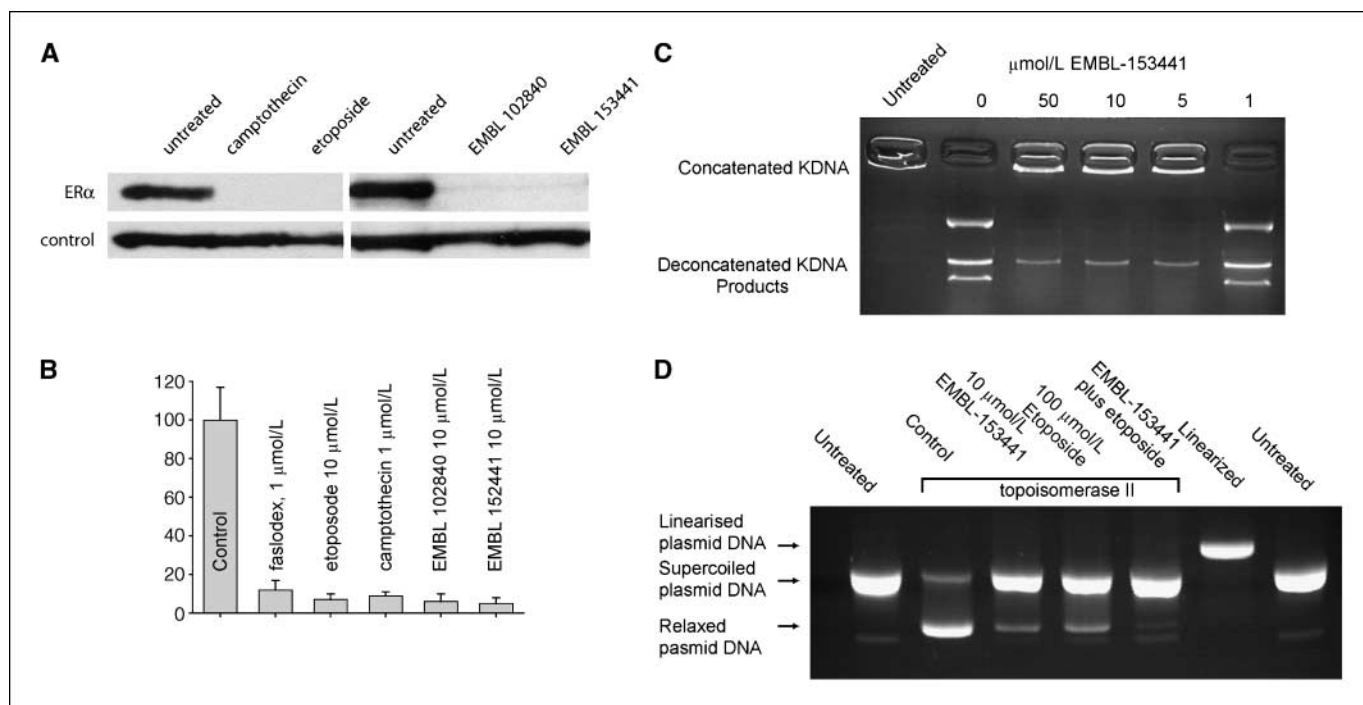 A
untreated
camptothecin
etoposide
untreated
EMBL 102840
EMBL 153441
ERα
control
B
120
100
80
60
40
20
0
Control
faslodex, 1 μmol/L
etoposode 10 μmol/L
camptothecin 1 μmol/L
EMBL 102840 10 μmol/L
EMBL 152441 10 μmol/L
C
Untreated
μmol/L EMBL-153441
0 50 10 5 1
Concatenated KDNA
Deconcatenated KDNA
Products
D
Untreated
Control
10 μmol/L
EMBL-153441
100 μmol/L
Etoposide
EMBL-153441
plus etoposide
Linearized
Untreated
topoisomerase II
Linearised
plasmid DNA
Supercoiled
plasmid DNA
Relaxed
pasmid DNA